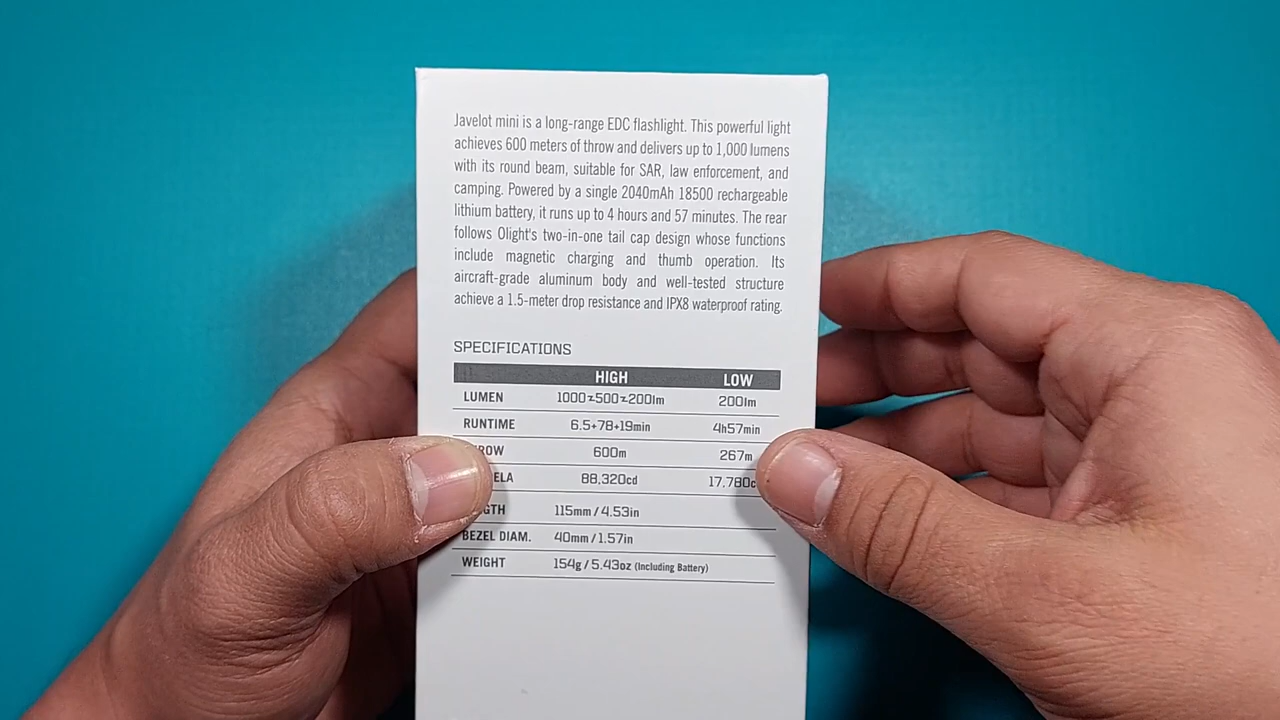 Javelot mini is a long-range EDC flashlight. This powerful light
achieves 600 meters of throw and delivers up to 1,000 lumens
with its round beam, suitable for SAR, law enforcement, and
camping. Powered by a single 2040mAh 18500 rechargeable
lithium battery, it runs up to 4 hours and 57 minutes. The rear
follows Olight's two-in-one tail cap design whose functions
include magnetic charging and thumb operation. Its
aircraft-grade aluminum body and well-tested structure
achieve a 1.5-meter drop resistance and IPX8 waterproof rating.
SPECIFICATIONS
HIGH LOW
LUMEN 1000~500~200lm 200lm
RUNTIME 6.5+78+19min 4h57min
600m 267m
88,320cd
115mm / 4.53in
BEZEL DIAM. 40mm / 1.57in
WEIGHT 154g / 5.43oz (Including Battery)